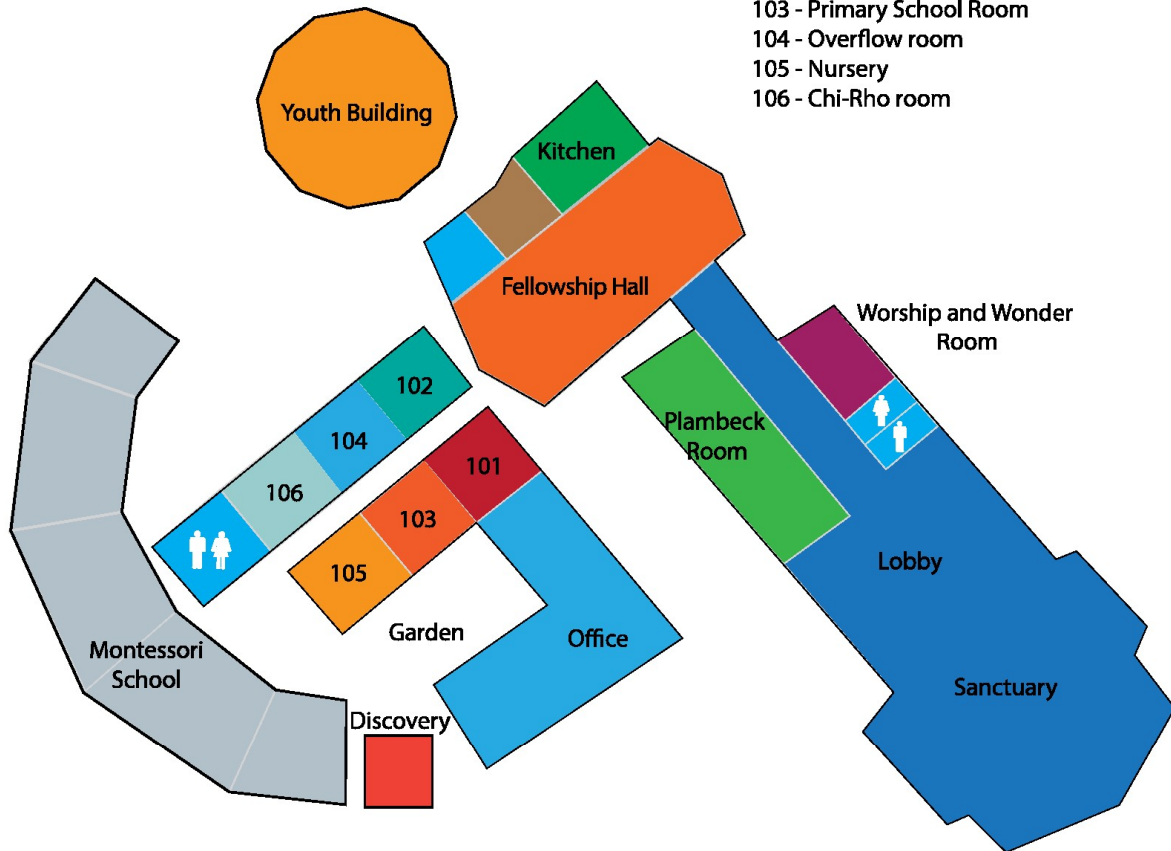 103 - Primary School Room
104 - Overflow room
105 - Nursery
106 - Chi-Rho room
Youth Building
Kitchen
Fellowship Hall
Worship and Wonder
Room
102
104
106
101
103
105
Plambeck
Room
Lobby
Garden
Office
Montessori
School
Sanctuary
Discovery